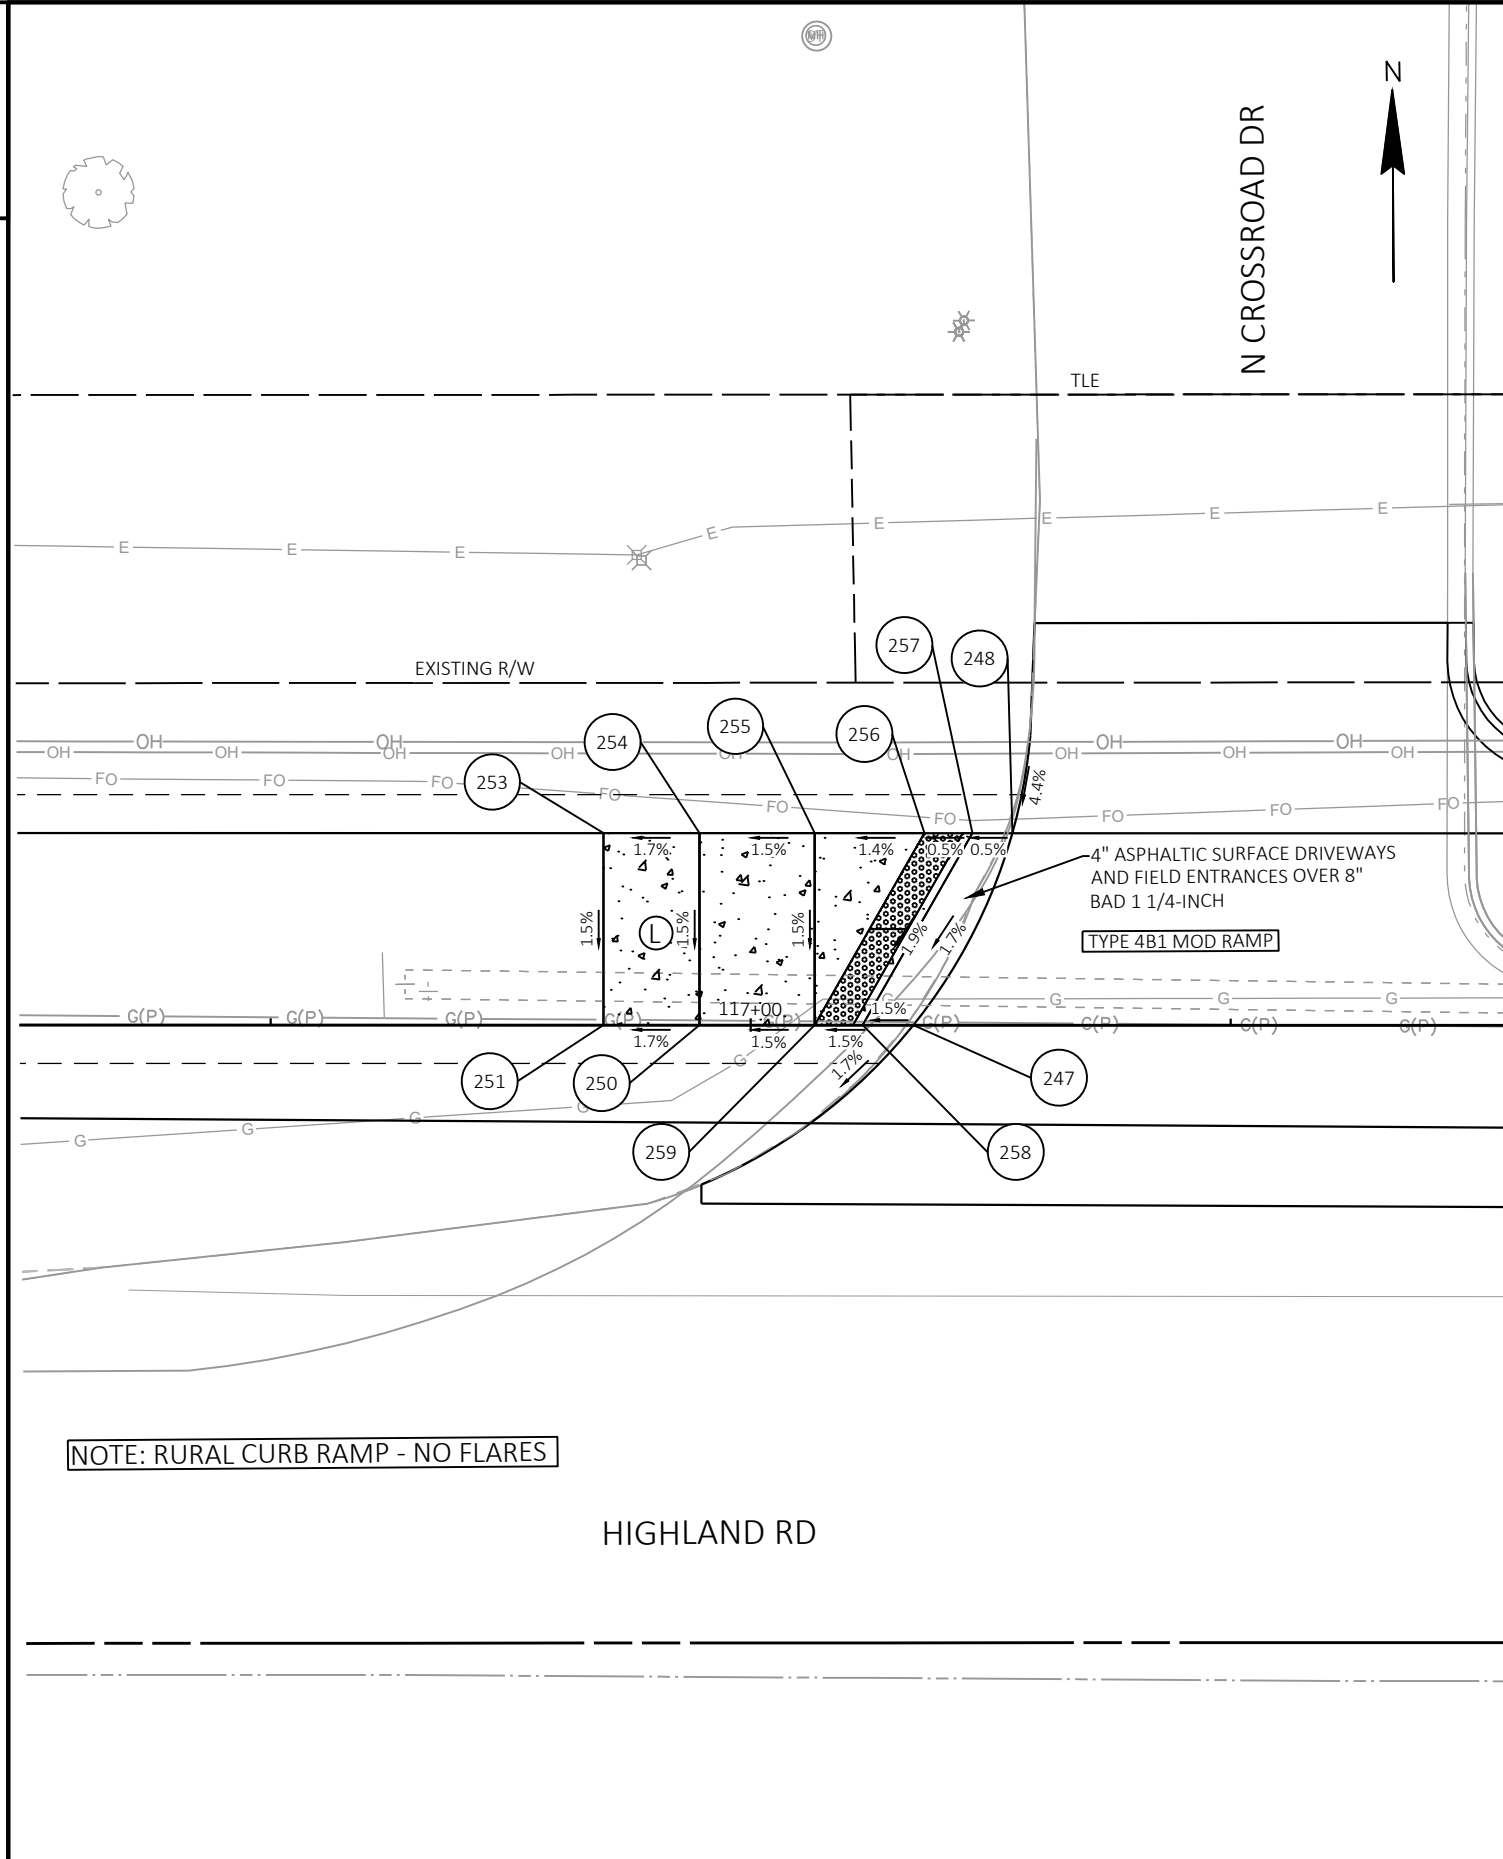 N
N CROSSROAD DR
TLE
E E E E E E E E
EXISTING R/W
257
248
255
254
256
253
OH OH OH OH
OH OH OH OH OH OH OH OH OH
FO FO FO FO FO FO FO FO FO
4.4%
1.7% 1.5% 1.4% 0.5% 0.5%
4" ASPHALTIC SURFACE DRIVEWAYS
AND FIELD ENTRANCES OVER 8"
BAD 1 1/4-INCH
1.5%
L
1.5%
1.5%
1.9%
1.7%
TYPE 4B1 MOD RAMP
G G G G
117+00
1.5%
G(P) G(P) G(P) G(P) G(P) G(P) G(P) G(P) G(P)
1.7% 1.5% 1.5%
1.7%
251
250
247
G G G G G
259
258
NOTE: RURAL CURB RAMP - NO FLARES
HIGHLAND RD